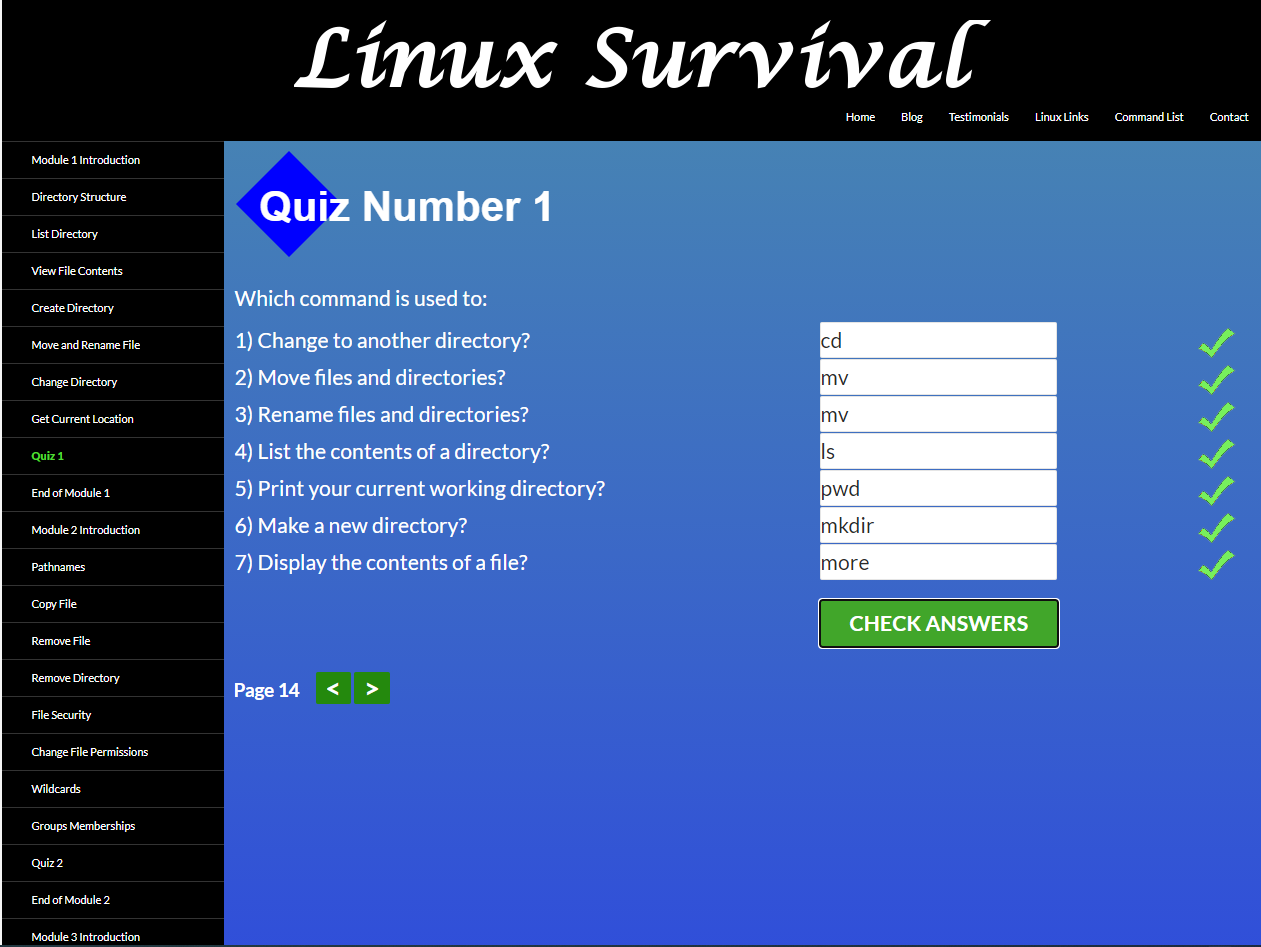 Linux Survival
Home Blog Testimonials Linux Links Command List Contact
Module 1 Introduction
Directory Structure
List Directory
View File Contents
Create Directory
Move and Rename File
Change Directory
Get Current Location
Quiz 1
End of Module 1
Module 2 Introduction
Pathnames
Copy File
Remove File
Remove Directory
File Security
Change File Permissions
Wildcards
Groups Memberships
Quiz 2
End of Module 2
Module 3 Introduction
Quiz Number 1
Which command is used to:
1) Change to another directory? cd
2) Move files and directories? mv
3) Rename files and directories? mv
4) List the contents of a directory? ls
5) Print your current working directory? pwd
6) Make a new directory? mkdir
7) Display the contents of a file? more
CHECK ANSWERS
Page 14 < >